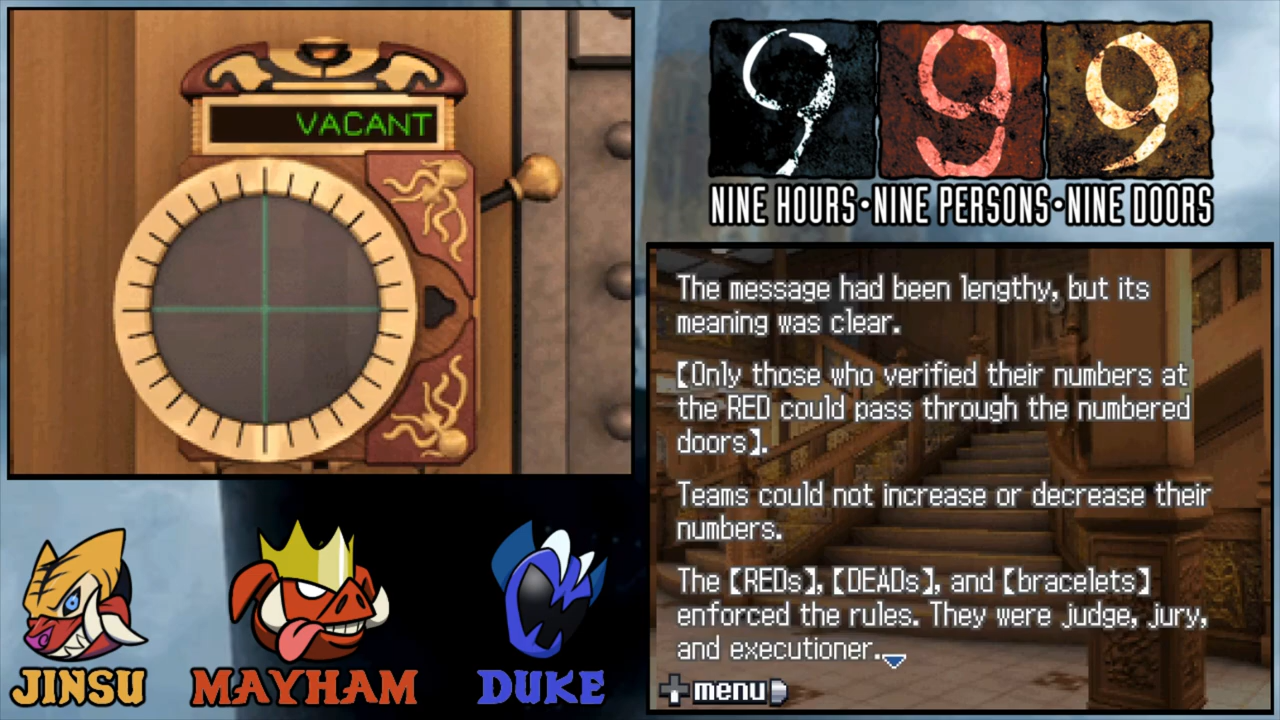 VACANT
999
NINE HOURS•NINE PERSONS•NINE DOORS
The message had been lengthy, but its
meaning was clear.
【Only those who verified their numbers at
the RED could pass through the numbered
doors】.
Teams could not increase or decrease their
numbers.
The 【REDs】, 【DEADs】, and 【bracelets】
enforced the rules. They were judge, jury,
and executioner.
menu
JINSU
MAYHAM
DUKE